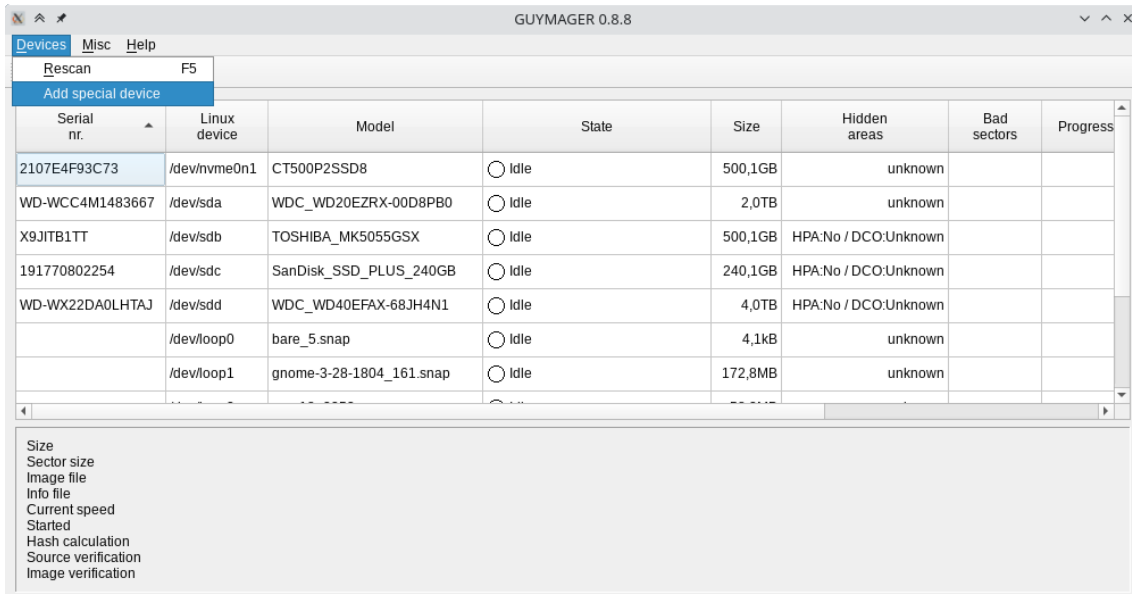 GUYMAGER 0.8.8
Devices Misc Help
Rescan F5
Add special device
Serial nr. Linux device Model State Size Hidden areas Bad sectors Progress
2107E4F93C73 /dev/nvme0n1 CT500P2SSD8 Idle 500,1GB unknown
WD-WCC4M1483667 /dev/sda WDC_WD20EZRX-00D8PB0 Idle 2,0TB unknown
X9JITB1TT /dev/sdb TOSHIBA_MK5055GSX Idle 500,1GB HPA:No / DCO:Unknown
191770802254 /dev/sdc SanDisk_SSD_PLUS_240GB Idle 240,1GB HPA:No / DCO:Unknown
WD-WX22DA0LHTAJ /dev/sdd WDC_WD40EFAX-68JH4N1 Idle 4,0TB HPA:No / DCO:Unknown
/dev/loop0 bare_5.snap Idle 4,1kB unknown
/dev/loop1 gnome-3-28-1804_161.snap Idle 172,8MB unknown
Size
Sector size
Image file
Info file
Current speed
Started
Hash calculation
Source verification
Image verification